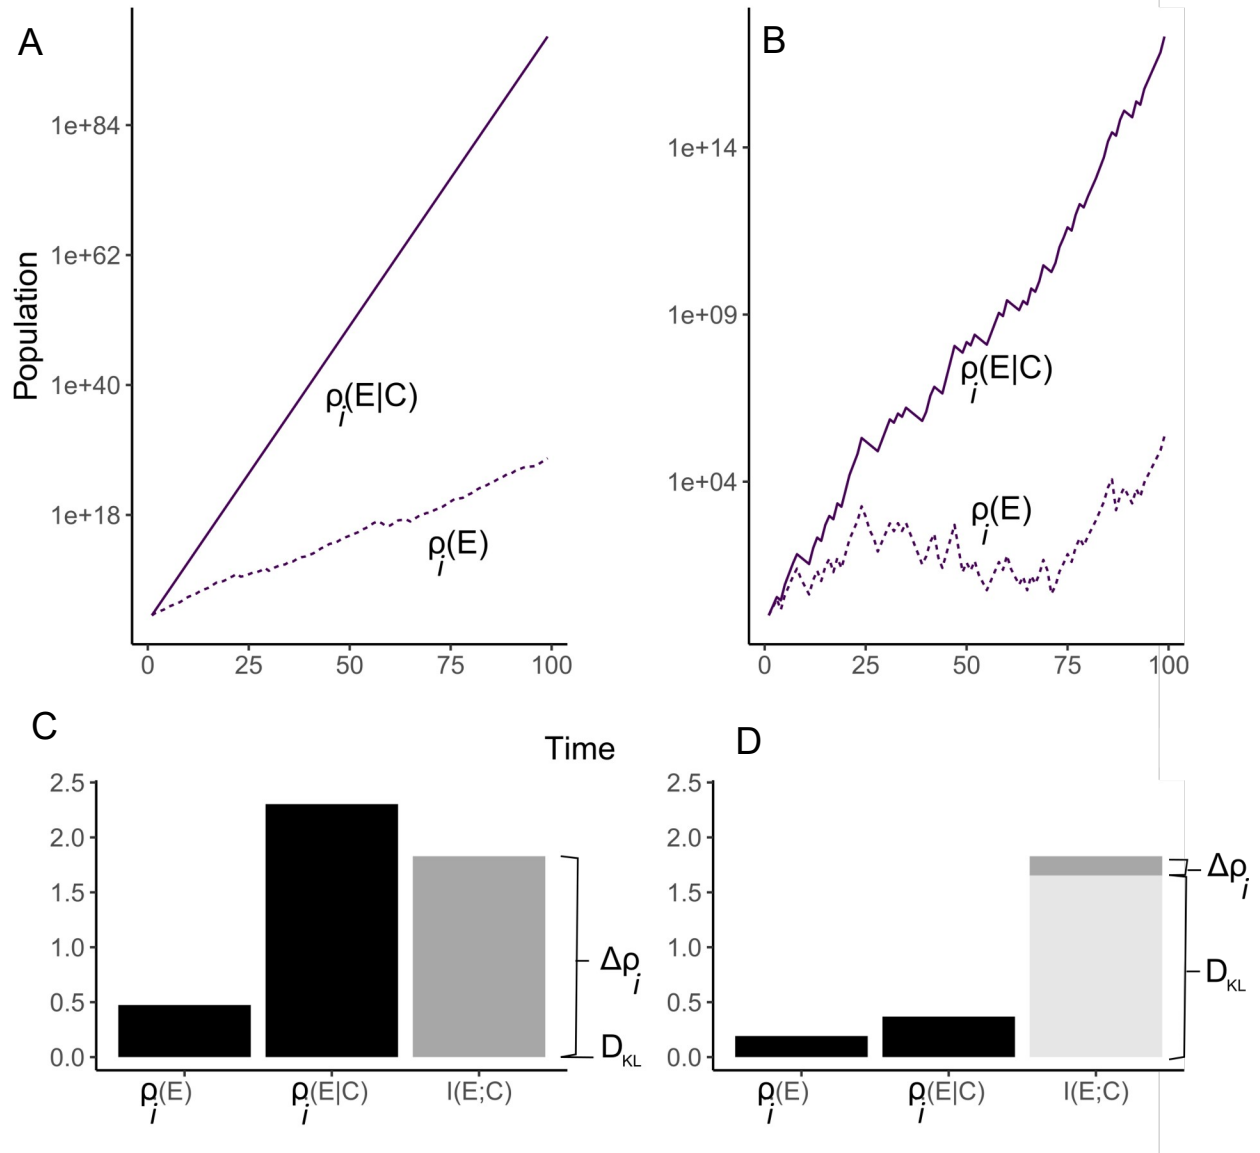 A
B
Population
1e+84
1e+62
1e+40
1e+18
ρi(E|C)
ρi(E)
0 25 50 75 100
1e+14
1e+09
1e+04
ρi(E|C)
ρi(E)
0 25 50 75 100
Time
C
2.5
2.0
1.5
1.0
0.5
0.0
Δρi
DKL
ρi(E) ρi(E|C) I(E;C)
D
2.5
2.0
1.5
1.0
0.5
0.0
Δρi
DKL
ρi(E) ρi(E|C) I(E;C)